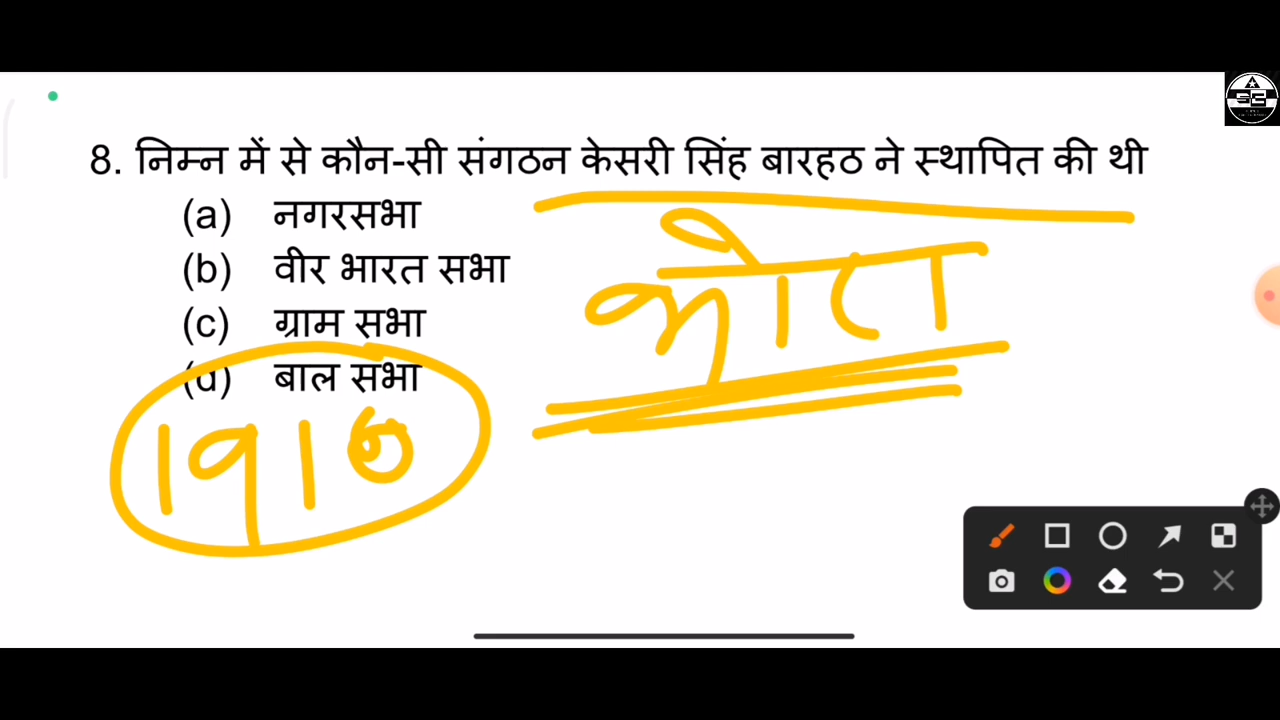 8. निम्न में से कौन-सी संगठन केसरी सिंह बारहठ ने स्थापित की थी
(a) नगरसभा
(b) वीर भारत सभा
(c) ग्राम सभा
(d) बाल सभा
1910